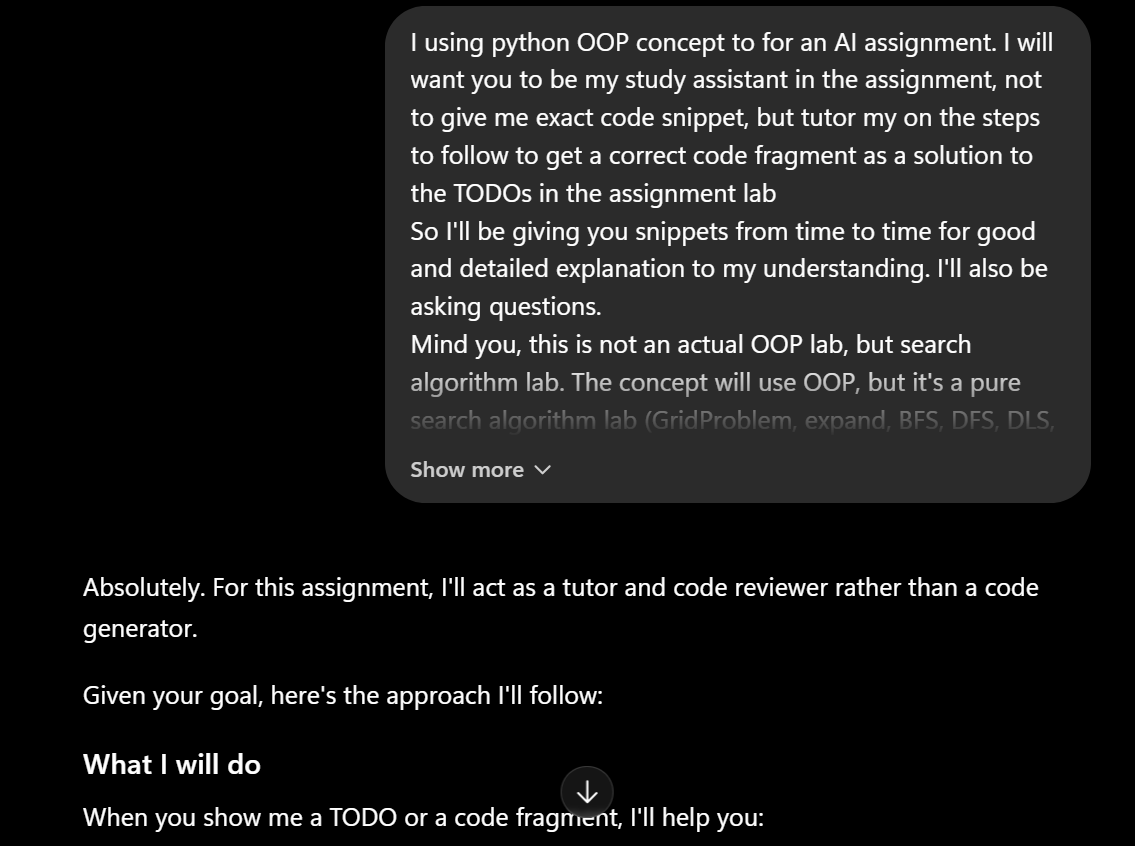 I using python OOP concept to for an AI assignment. I will
want you to be my study assistant in the assignment, not
to give me exact code snippet, but tutor my on the steps
to follow to get a correct code fragment as a solution to
the TODOs in the assignment lab
So I'll be giving you snippets from time to time for good
and detailed explanation to my understanding. I'll also be
asking questions.
Mind you, this is not an actual OOP lab, but search
algorithm lab. The concept will use OOP, but it's a pure
search algorithm lab (GridProblem, expand, BFS, DFS, DLS,
Show more
Absolutely. For this assignment, I'll act as a tutor and code reviewer rather than a code
generator.
Given your goal, here's the approach I'll follow:
What I will do
When you show me a TODO or a code fragment, I'll help you: